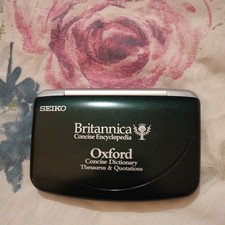 SEIKO
Britannica
Concise Encyclopedia
Oxford
Concise Dictionary
Thesaurus & Quotations